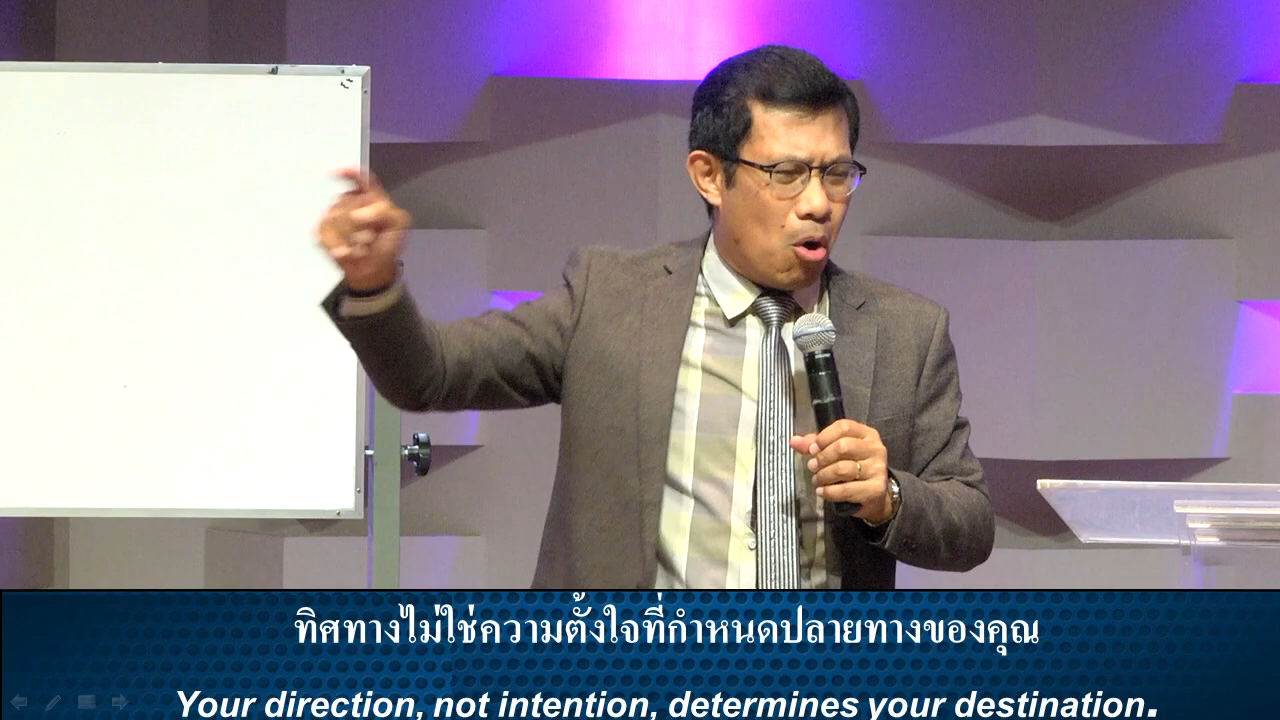 ทิศทางไม่ใช่ความตั้งใจที่กำหนดปลายทางของคุณ
Your direction, not intention, determines your destination.